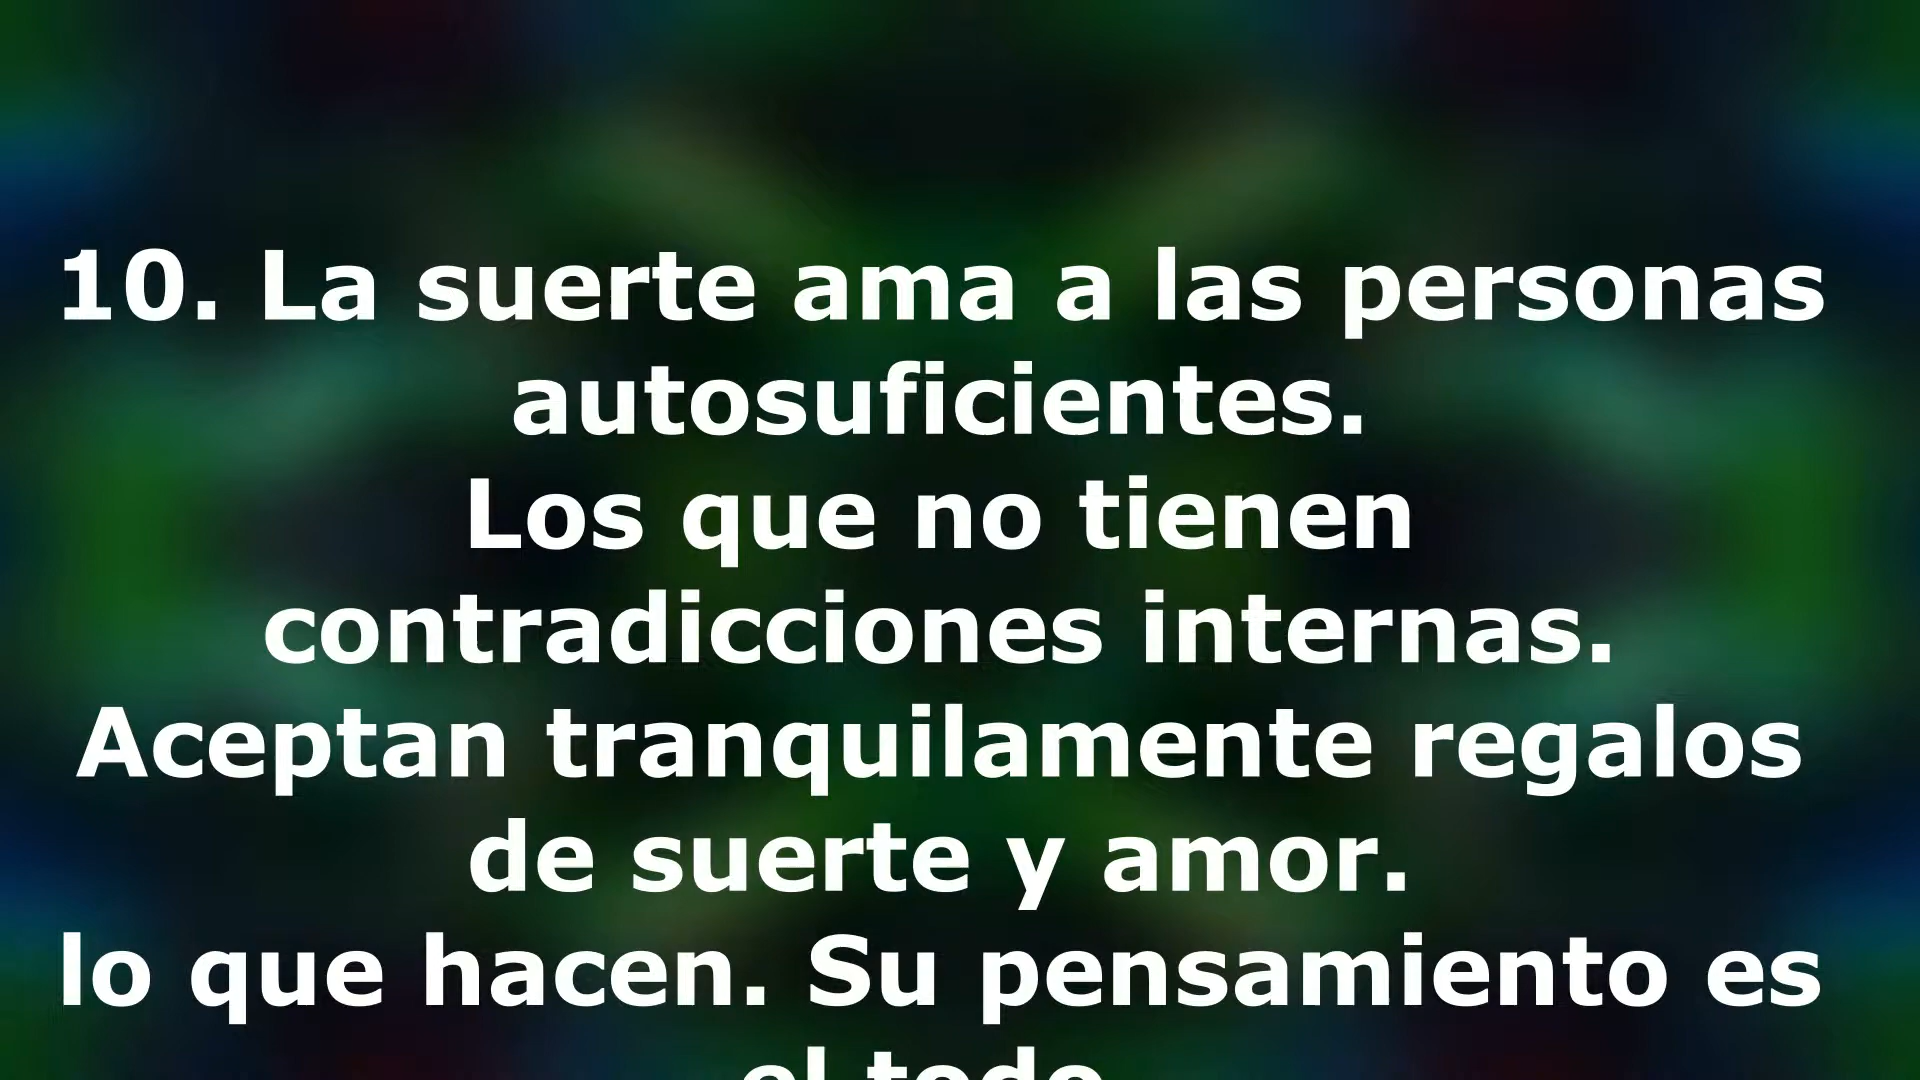 10. La suerte ama a las personas
autosuficientes.
Los que no tienen
contradicciones internas.
Aceptan tranquilamente regalos
de suerte y amor.
lo que hacen. Su pensamiento es
el todo